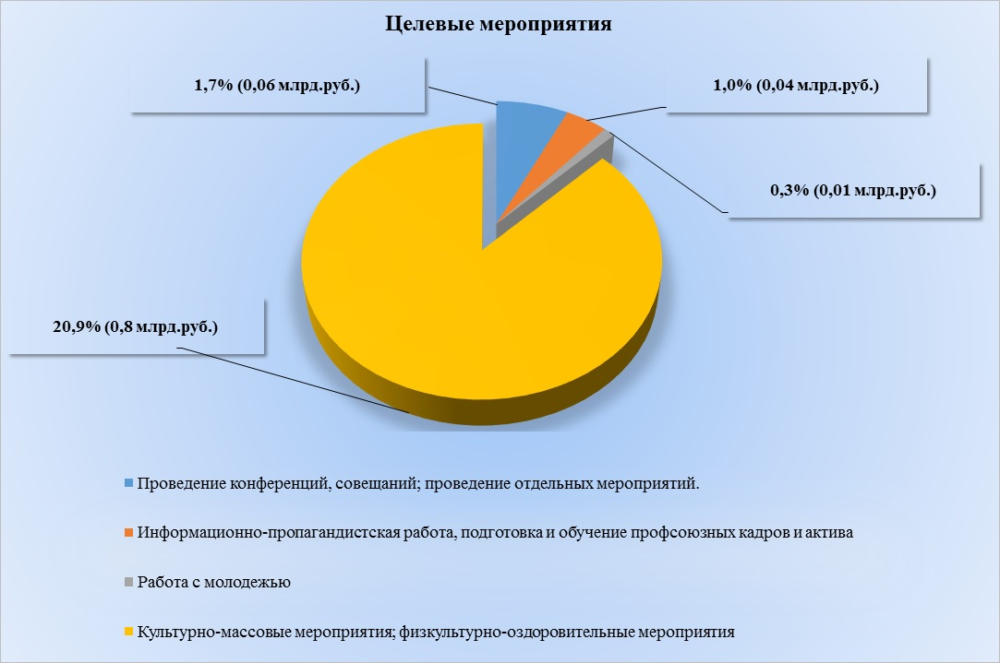 Целевые мероприятия
1,7% (0,06 млрд.руб.)
1,0% (0,04 млрд.руб.)
0,3% (0,01 млрд.руб.)
20,9% (0,8 млрд.руб.)
Проведение конференций, совещаний; проведение отдельных мероприятий.
Информационно-пропагандистская работа, подготовка и обучение профсоюзных кадров и актива
Работа с молодежью
Культурно-массовые мероприятия; физкультурно-оздоровительные мероприятия